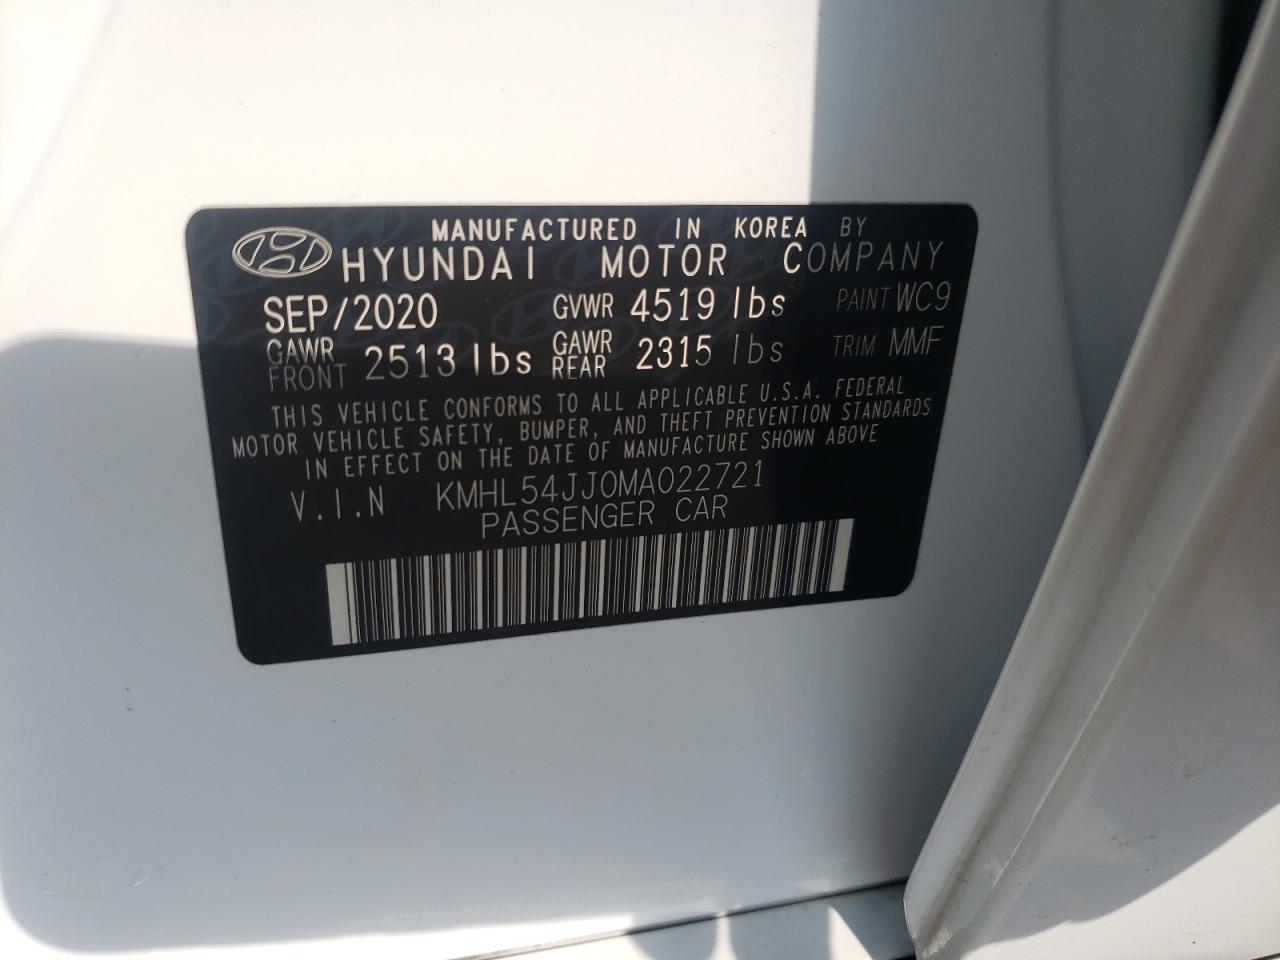 MANUFACTURED IN KOREA BY
HYUNDAI MOTOR COMPANY
SEP/2020 GVWR 4519 lbs PAINT WC9
GAWR FRONT 2513 lbs GAWR REAR 2315 lbs TRIM MMF
THIS VEHICLE CONFORMS TO ALL APPLICABLE U.S.A. FEDERAL
MOTOR VEHICLE SAFETY, BUMPER, AND THEFT PREVENTION STANDARDS
IN EFFECT ON THE DATE OF MANUFACTURE SHOWN ABOVE
V.I.N KMHL54JJ0MA022721
PASSENGER CAR